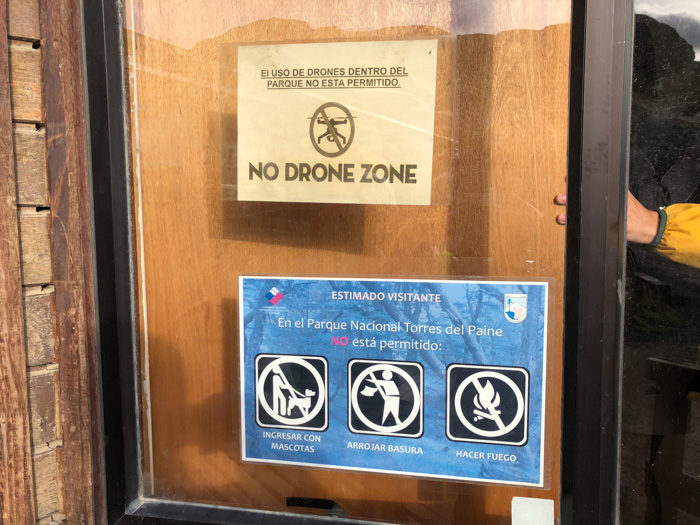 El USO DE DRONES DENTRO DEL
PARQUE NO ESTA PERMITIDO.
NO DRONE ZONE
ESTIMADO VISITANTE
En el Parque Nacional Torres del Paine
NO está permitido:
INGRESAR CON
MASCOTAS
ARROJAR BASURA
HACER FUEGO